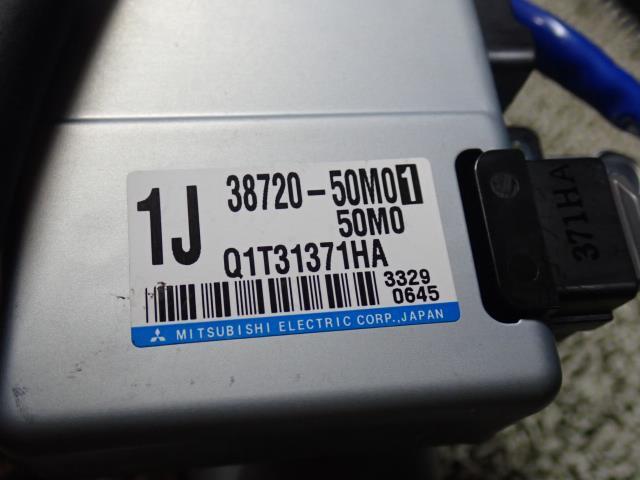 1J
38720-50M01
50M0
Q1T31371HA
3329
0645
MITSUBISHI ELECTRIC CORP., JAPAN
371HA